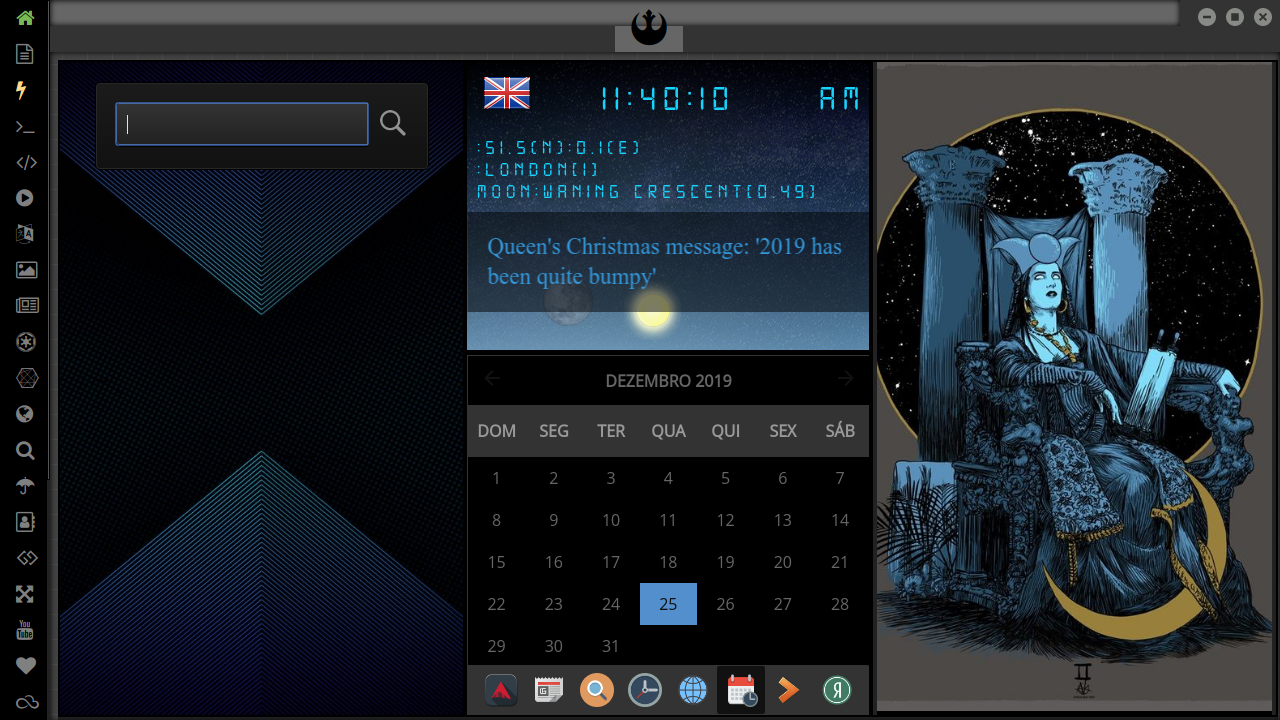 11:40:10 AM
:51.5(N):0.1(E)
:LONDON(1)
MOON:WANING CRESCENT(0.49)
Queen's Christmas message: '2019 has
been quite bumpy'
DEZEMBRO 2019
DOM SEG TER QUA QUI SEX SÁB
1 2 3 4 5 6 7
8 9 10 11 12 13 14
15 16 17 18 19 20 21
22 23 24 25 26 27 28
29 30 31
You
Tube
II